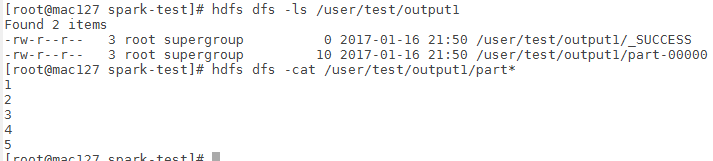 [root@mac127 spark-test]# hdfs dfs -ls /user/test/output1
Found 2 items
-rw-r--r--   3 root supergroup          0 2017-01-16 21:50 /user/test/output1/_SUCCESS
-rw-r--r--   3 root supergroup         10 2017-01-16 21:50 /user/test/output1/part-00000
[root@mac127 spark-test]# hdfs dfs -cat /user/test/output1/part*
1
2
3
4
5
[root@mac127 spark-test]#